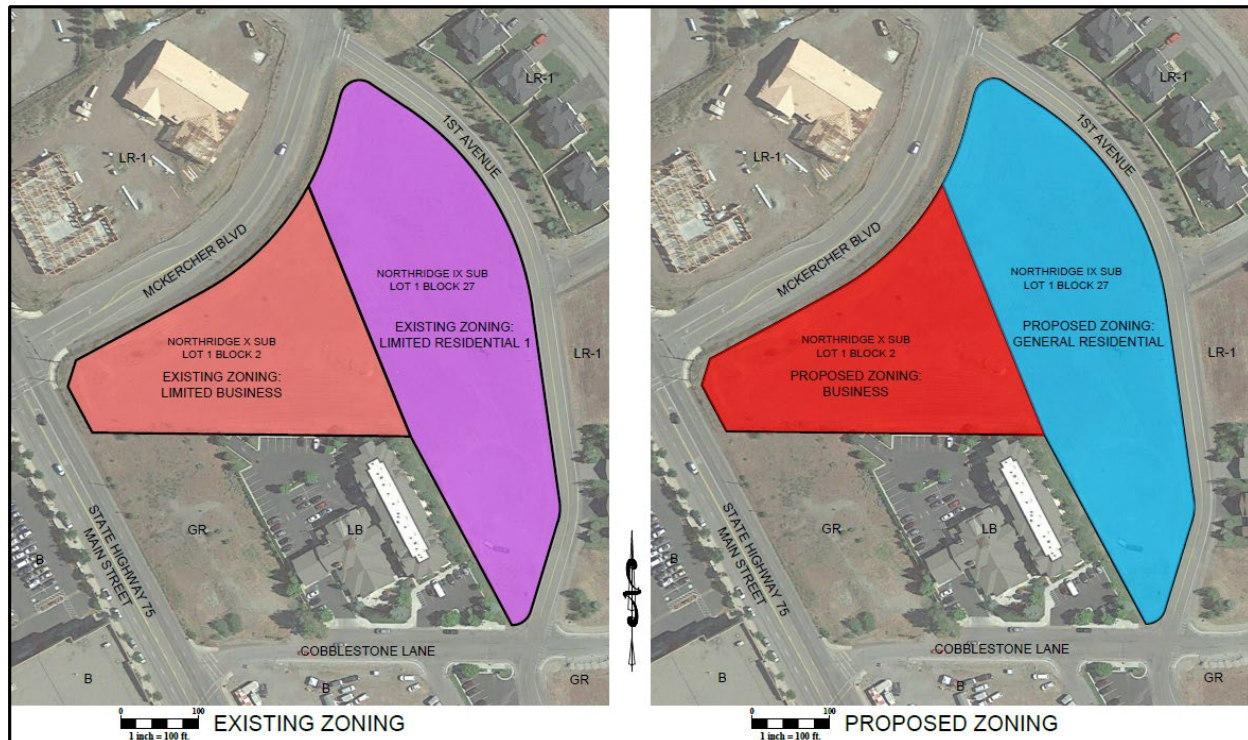 LR-1
1ST AVENUE
LR-1
MCKERCHER BLVD
NORTHRIDGE IX SUB
LOT 1 BLOCK 27
EXISTING ZONING:
LIMITED RESIDENTIAL 1
NORTHRIDGE X SUB
LOT 1 BLOCK 2
EXISTING ZONING:
LIMITED BUSINESS
LR-1
STATE HIGHWAY 75
MAIN STREET
GR
LB
B
COBBLESTONE LANE
B
B
GR
0 100
1 inch = 100 ft.
EXISTING ZONING
LR-1
1ST AVENUE
LR-1
MCKERCHER BLVD
NORTHRIDGE IX SUB
LOT 1 BLOCK 27
PROPOSED ZONING:
GENERAL RESIDENTIAL
NORTHRIDGE X SUB
LOT 1 BLOCK 2
PROPOSED ZONING:
BUSINESS
LR-1
STATE HIGHWAY 75
MAIN STREET
GR
LB
B
COBBLESTONE LANE
B
B
GR
0 100
1 inch = 100 ft.
PROPOSED ZONING